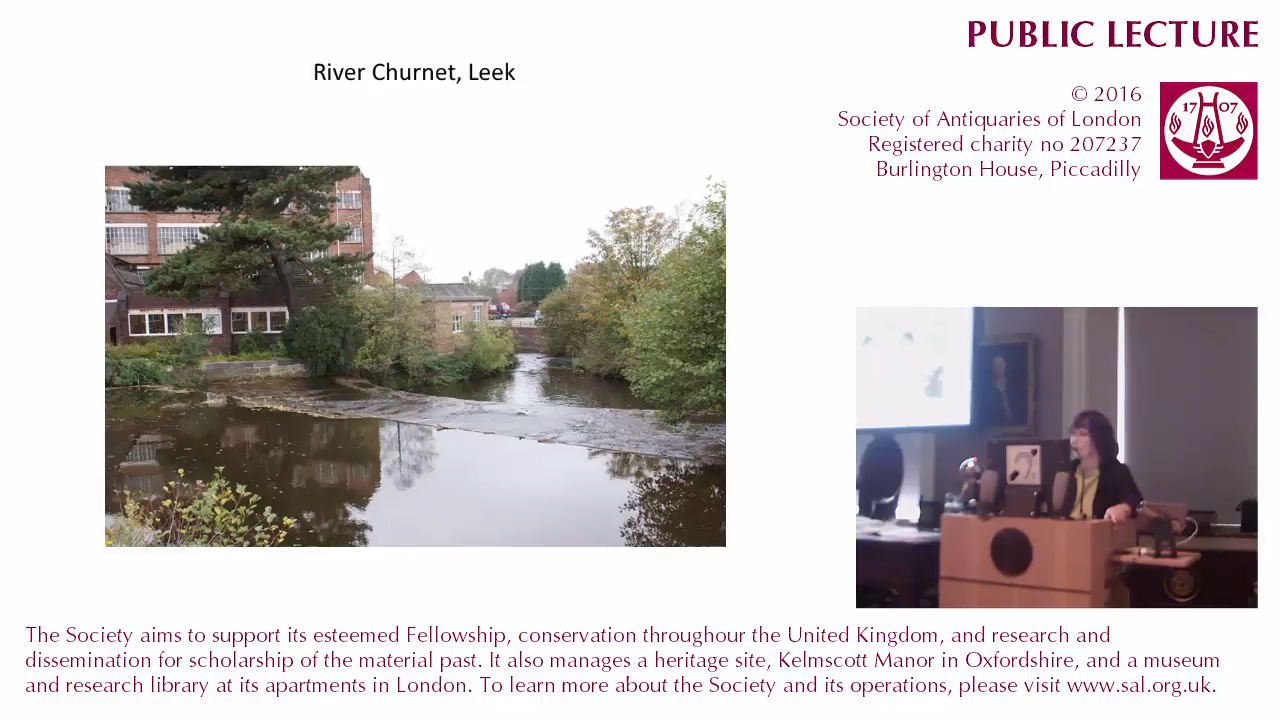 PUBLIC LECTURE
River Churnet, Leek
© 2016
Society of Antiquaries of London
Registered charity no 207237
Burlington House, Piccadilly
17 07
The Society aims to support its esteemed Fellowship, conservation throughour the United Kingdom, and research and
dissemination for scholarship of the material past. It also manages a heritage site, Kelmscott Manor in Oxfordshire, and a museum
and research library at its apartments in London. To learn more about the Society and its operations, please visit www.sal.org.uk.